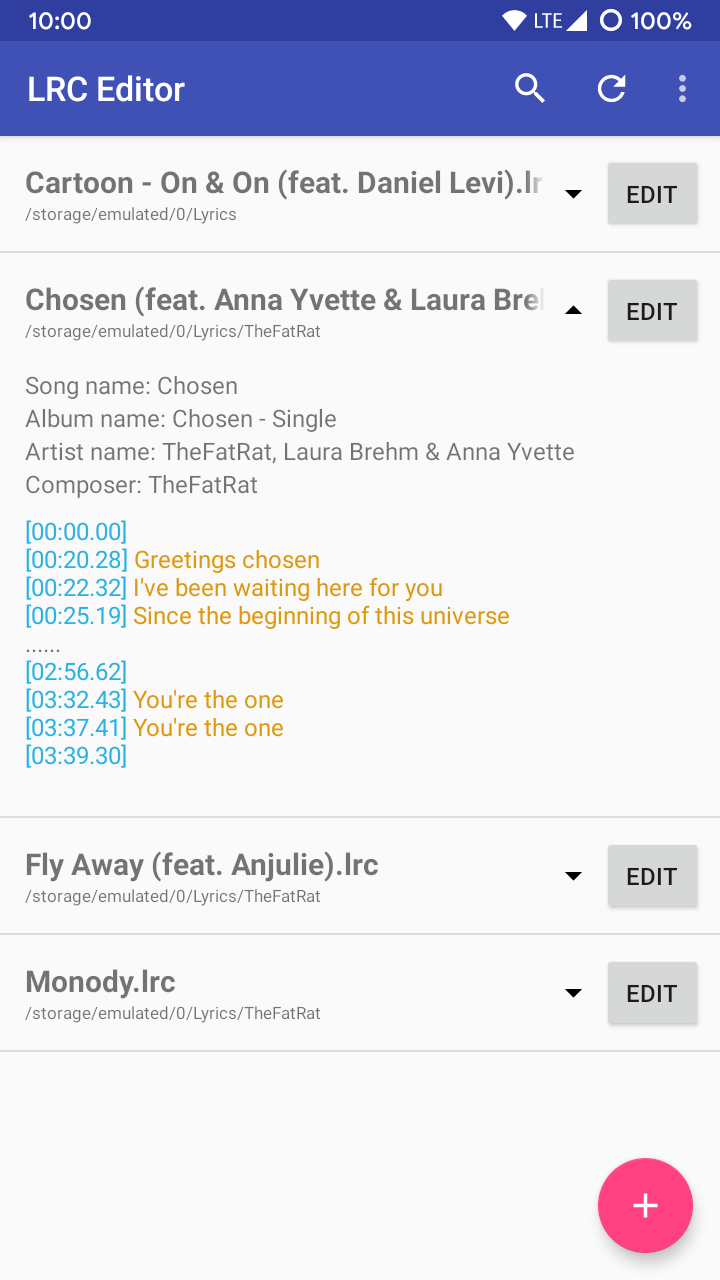 10:00 LTE 100%
LRC Editor
Cartoon - On & On (feat. Daniel Levi).lr
/storage/emulated/0/Lyrics
EDIT
Chosen (feat. Anna Yvette & Laura Breh
/storage/emulated/0/Lyrics/TheFatRat
EDIT
Song name: Chosen
Album name: Chosen - Single
Artist name: TheFatRat, Laura Brehm & Anna Yvette
Composer: TheFatRat
[00:00.00]
[00:20.28] Greetings chosen
[00:22.32] I've been waiting here for you
[00:25.19] Since the beginning of this universe
......
[02:56.62]
[03:32.43] You're the one
[03:37.41] You're the one
[03:39.30]
Fly Away (feat. Anjulie).lrc
/storage/emulated/0/Lyrics/TheFatRat
EDIT
Monody.lrc
/storage/emulated/0/Lyrics/TheFatRat
EDIT